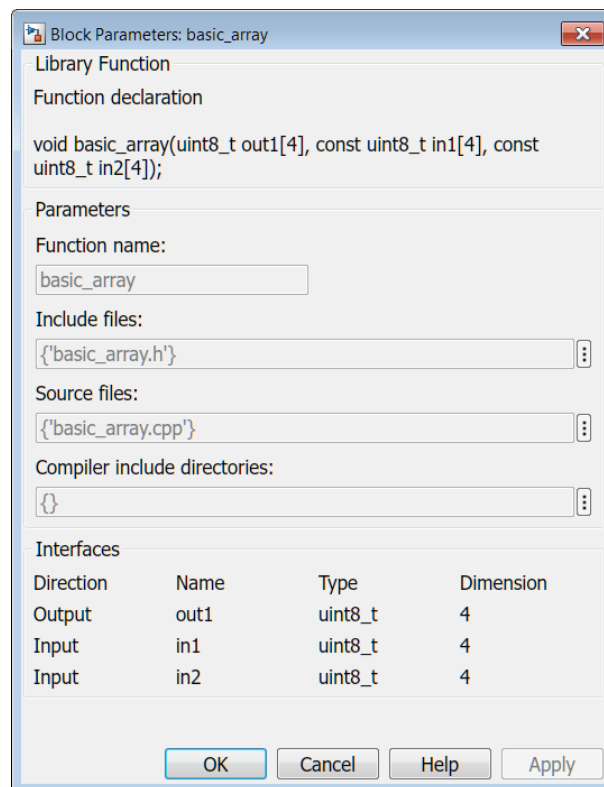 Block Parameters: basic_array
Library Function
Function declaration
void basic_array(uint8_t out1[4], const uint8_t in1[4], const
uint8_t in2[4]);
Parameters
Function name:
basic_array
Include files:
{'basic_array.h'}
Source files:
{'basic_array.cpp'}
Compiler include directories:
{}
Interfaces
Direction Name Type Dimension
Output out1 uint8_t 4
Input in1 uint8_t 4
Input in2 uint8_t 4
OK Cancel Help Apply